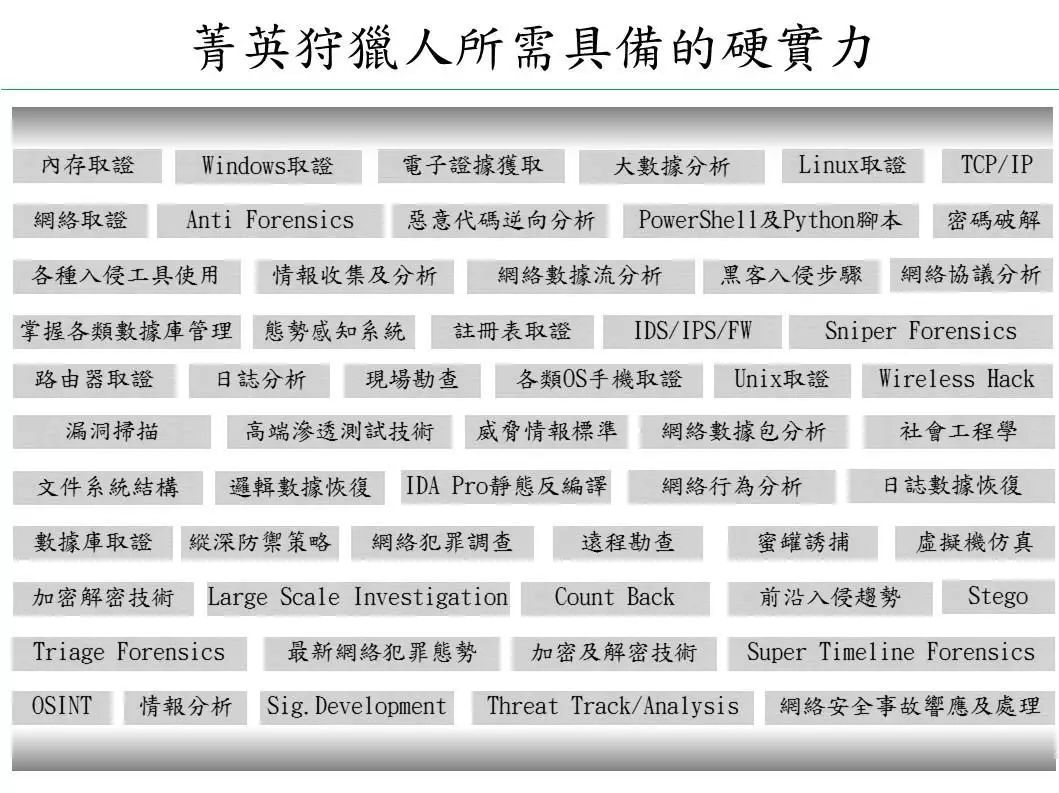 菁英狩獵人所需具備的硬實力
內存取證 Windows取證 電子證據獲取 大數據分析 Linux取證 TCP/IP
網絡取證 Anti Forensics 惡意代碼逆向分析 PowerShell及Python腳本 密碼破解
各種入侵工具使用 情報收集及分析 網絡數據流分析 黑客入侵步驟 網絡協議分析
掌握各類數據庫管理 態勢感知系統 註冊表取證 IDS/IPS/FW Sniper Forensics
路由器取證 日誌分析 現場勘查 各類OS手機取證 Unix取證 Wireless Hack
漏洞掃描 高端滲透測試技術 威脅情報標準 網絡數據包分析 社會工程學
文件系統結構 邏輯數據恢復 IDA Pro靜態反編譯 網絡行為分析 日誌數據恢復
數據庫取證 縱深防禦策略 網絡犯罪調查 遠程勘查 蜜罐誘捕 虛擬機仿真
加密解密技術 Large Scale Investigation Count Back 前沿入侵趨勢 Stego
Triage Forensics 最新網絡犯罪態勢 加密及解密技術 Super Timeline Forensics
OSINT 情報分析 Sig.Development Threat Track/Analysis 網絡安全事故響應及處理